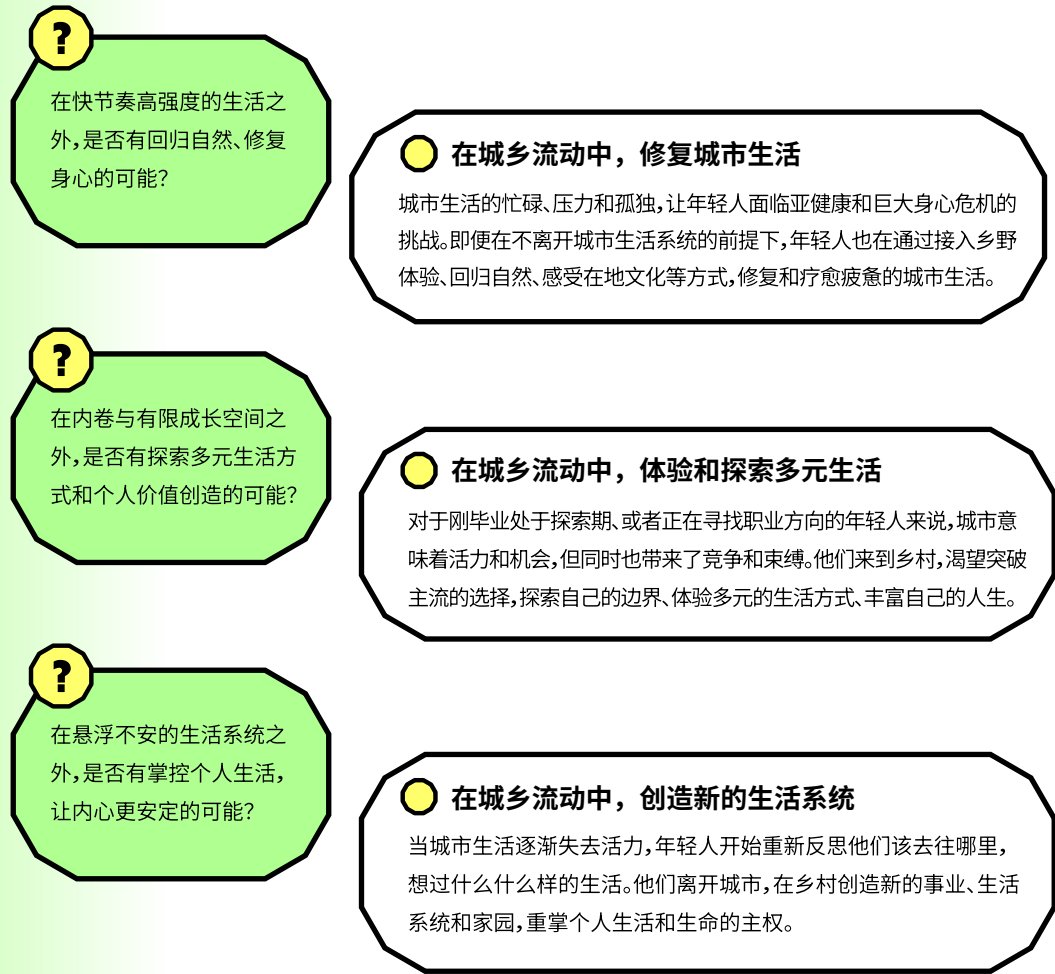 ?
在快节奏高强度的生活之
外,是否有回归自然、修复
身心的可能?
在城乡流动中，修复城市生活
城市生活的忙碌、压力和孤独,让年轻人面临亚健康和巨大身心危机的
挑战。即便在不离开城市生活系统的前提下,年轻人也在通过接入乡野
体验、回归自然、感受在地文化等方式,修复和疗愈疲惫的城市生活。
?
在内卷与有限成长空间之
外,是否有探索多元生活方
式和个人价值创造的可能?
在城乡流动中，体验和探索多元生活
对于刚毕业处于探索期、或者正在寻找职业方向的年轻人来说,城市意
味着活力和机会,但同时也带来了竞争和束缚。他们来到乡村,渴望突破
主流的选择,探索自己的边界、体验多元的生活方式、丰富自己的人生。
?
在悬浮不安的生活系统之
外,是否有掌控个人生活,
让内心更安定的可能?
在城乡流动中，创造新的生活系统
当城市生活逐渐失去活力,年轻人开始重新反思他们该去往哪里,
想过什么什么样的生活。他们离开城市,在乡村创造新的事业、生活
系统和家园,重掌个人生活和生命的主权。